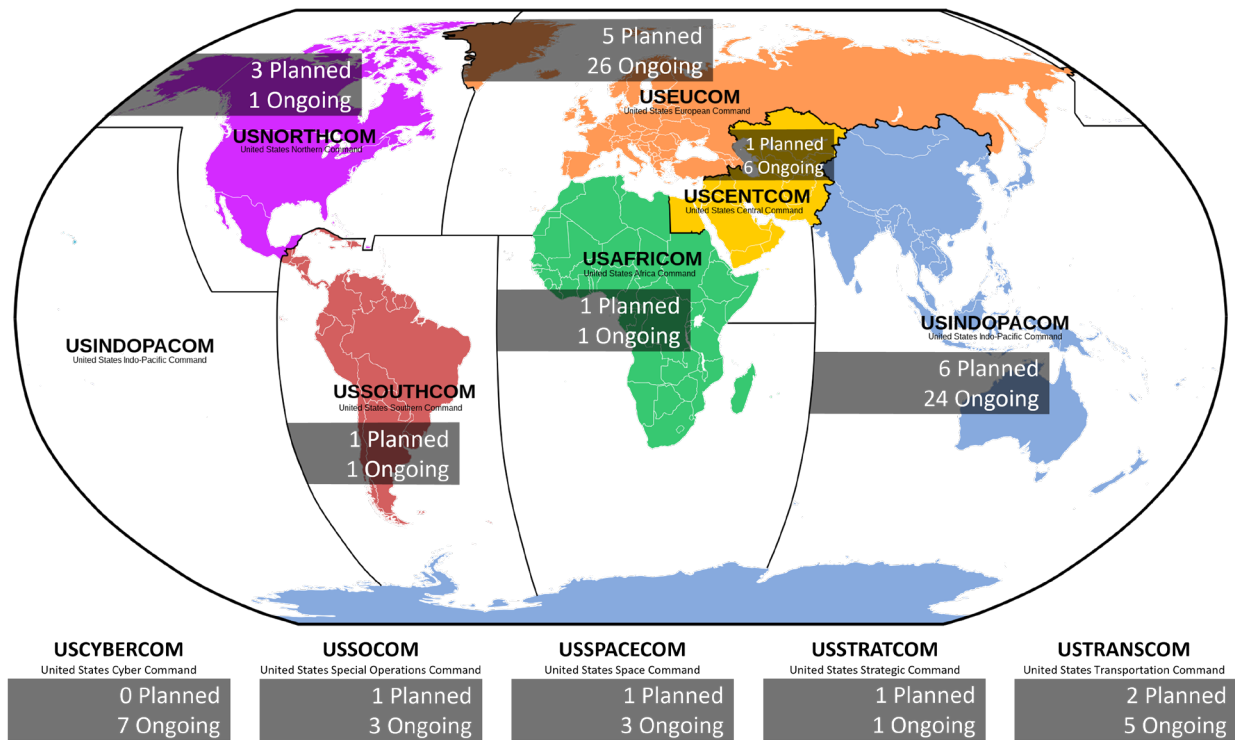 5 Planned
26 Ongoing
3 Planned
1 Ongoing
USEUCOM
United States European Command
USNORTHCOM
United States Northern Command
1 Planned
6 Ongoing
USCENTCOM
United States Central Command
USAFRICOM
United States Africa Command
1 Planned
1 Ongoing
USINDOPACOM
United States Indo-Pacific Command
USINDOPACOM
United States Indo-Pacific Command
6 Planned
24 Ongoing
USSOUTHCOM
United States Southern Command
1 Planned
1 Ongoing
USCYBERCOM
United States Cyber Command
0 Planned
7 Ongoing
USSOCOM
United States Special Operations Command
1 Planned
3 Ongoing
USSPACECOM
United States Space Command
1 Planned
3 Ongoing
USSTRATCOM
United States Strategic Command
1 Planned
1 Ongoing
USTRANSCOM
United States Transportation Command
2 Planned
5 Ongoing